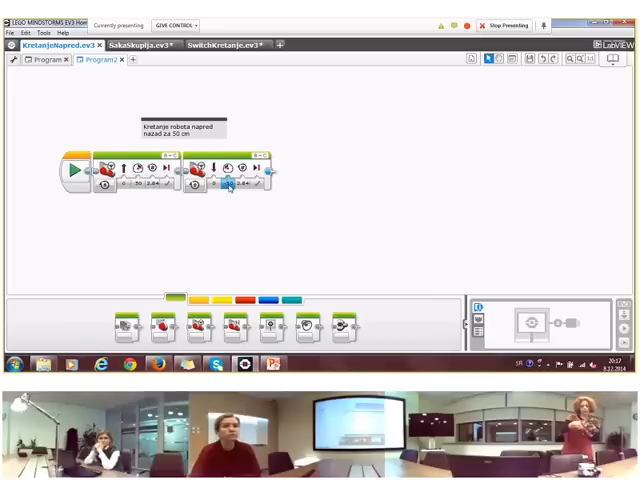 LEGO MINDSTORMS EV3 Hom
Currently presenting
GIVE CONTROL
Stop Presenting
File Edit Tools Help
KretanjeNapred.ev3 SakaSkuplja.ev3* SwitchKretanje.ev3*
LabVIEW
Program Program2
Kretanje robota napred
nazad za 50 cm
B + C B + C
0 50 2.84 0 -50 2.84
EV3
SR
20:17
8.12.2014